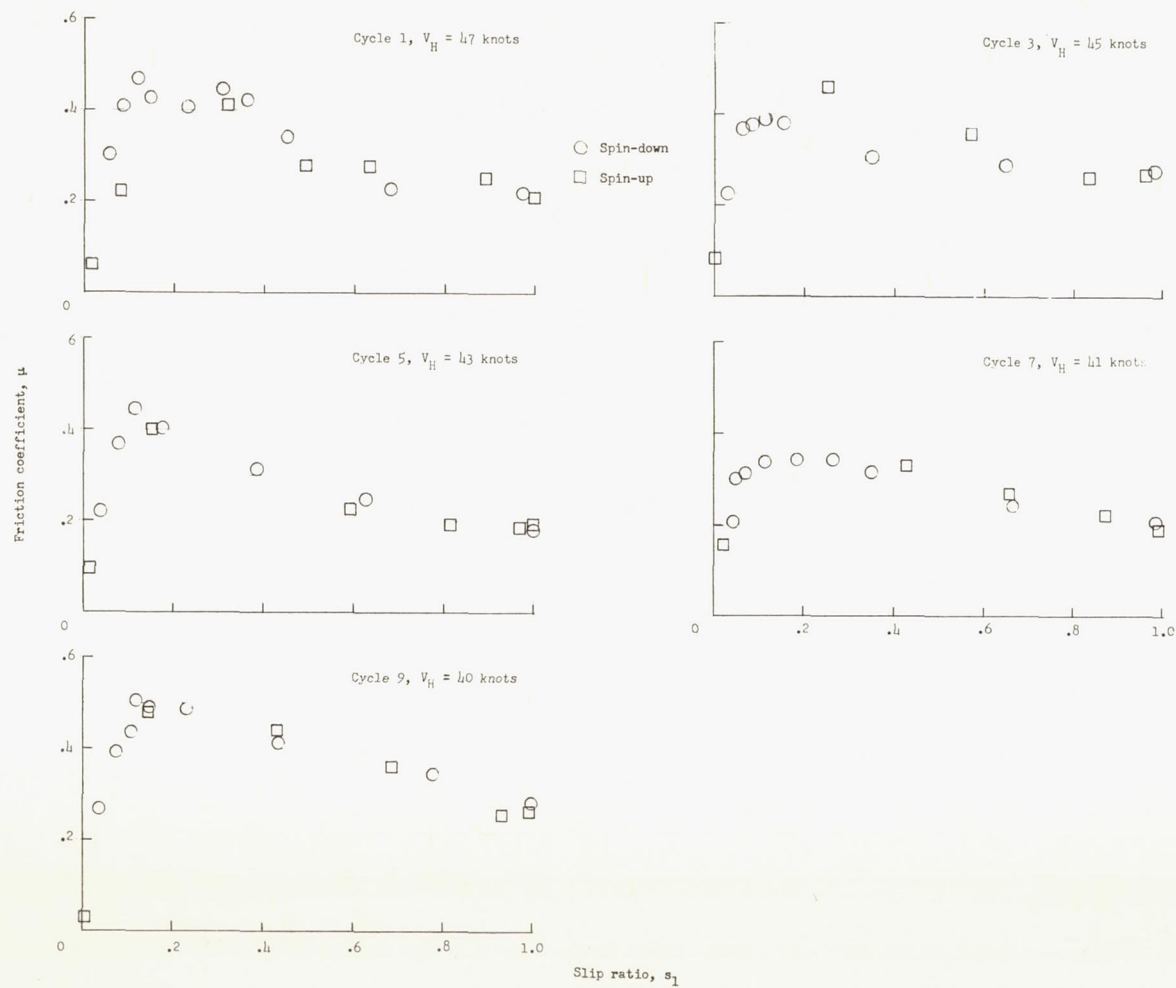 .6
Cycle 1, V_H = 47 knots
Cycle 3, V_H = 45 knots
.4
Spin-down
Spin-up
.2
0
6
Cycle 5, V_H = 43 knots
Cycle 7, V_H = 41 knots
.4
.2
0
0
.2
.4
.6
.8
1.0
Friction coefficient, μ
.6
Cycle 9, V_H = 40 knots
.4
.2
0
.2
.4
.6
.8
1.0
Slip ratio, s_1